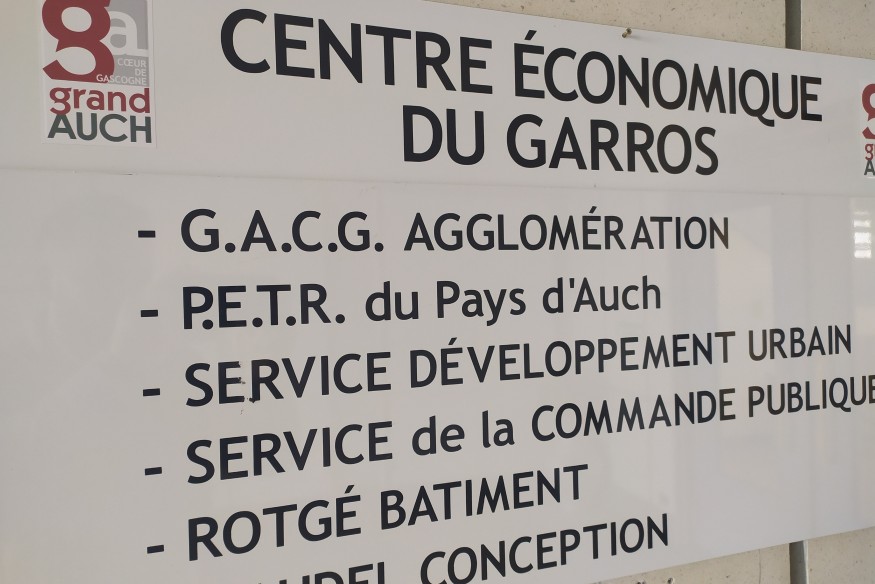 ga
CŒUR
DE
GASCOGNE
grand
AUCH
CENTRE ÉCONOMIQUE
DU GARROS
- G.A.C.G. AGGLOMÉRATION
- P.E.T.R. du Pays d'Auch
- SERVICE DÉVELOPPEMENT URBAIN
- SERVICE de la COMMANDE PUBLIQUE
- ROTGÉ BATIMENT
CONCEPTION